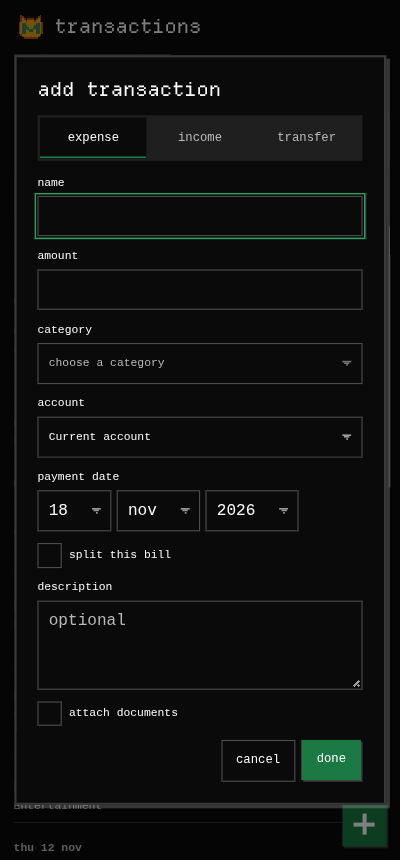 transactions
add transaction
expense income transfer
name
amount
category
choose a category
account
Current account
payment date
18 nov 2026
split this bill
description
optional
attach documents
cancel done
entertainment
thu 12 nov